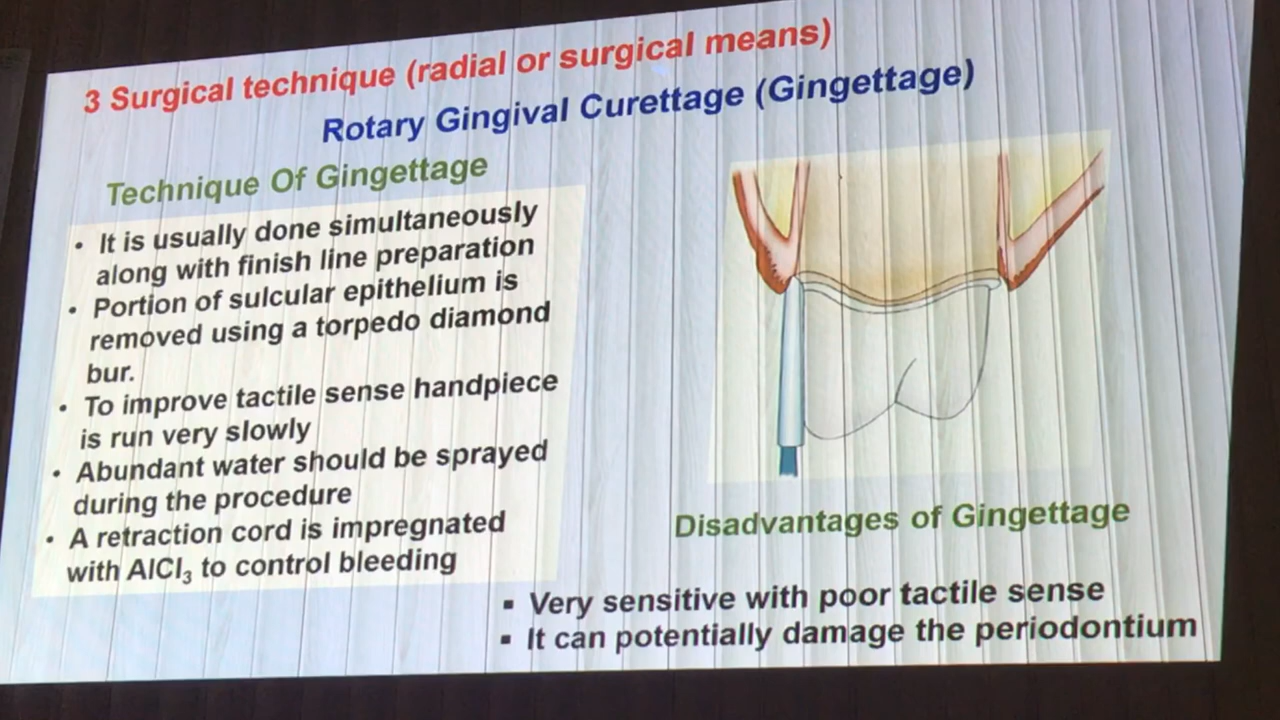 3 Surgical technique (radial or surgical means)
Rotary Gingival Curettage (Gingettage)
Technique Of Gingettage
• It is usually done simultaneously
along with finish line preparation
• Portion of sulcular epithelium is
removed using a torpedo diamond
bur.
• To improve tactile sense handpiece
is run very slowly
• Abundant water should be sprayed
during the procedure
• A retraction cord is impregnated
with AlCl₃ to control bleeding
Disadvantages of Gingettage
▪ Very sensitive with poor tactile sense
▪ It can potentially damage the periodontium